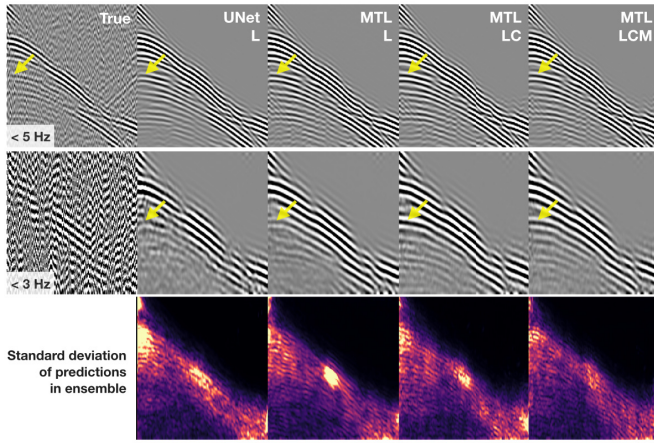 True
UNet
L
MTL
L
MTL
LC
MTL
LCM
< 5 Hz
< 3 Hz
Standard deviation
of predictions
in ensemble